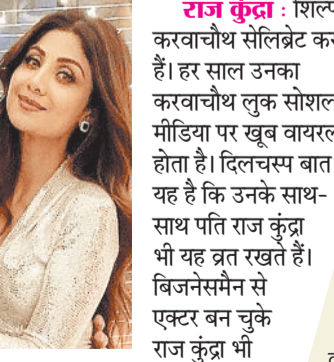 राज कुंद्रा :
करवाचौथ सेलिब्रेट
हैं। हर साल उनका
करवाचौथ लुक सोशल
मीडिया पर खूब वायरल
होता है। दिलचस्प बात
यह है कि उनके साथ-
साथ पति राज कुंद्रा
भी यह व्रत रखते हैं।
बिजनेसमैन से
एक्टर बन चुके
राज कुंद्रा भी